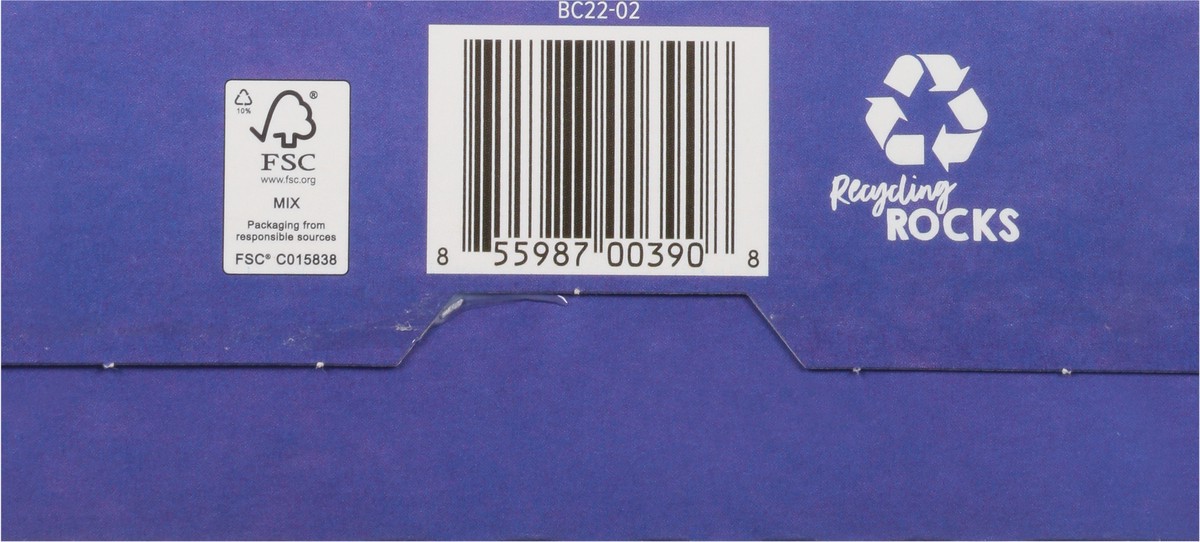 BC22-02
10%
®
FSC
www.fsc.org
MIX
Packaging from
responsible sources
FSC® C015838
8 55987 00390 8
Recycling
ROCKS